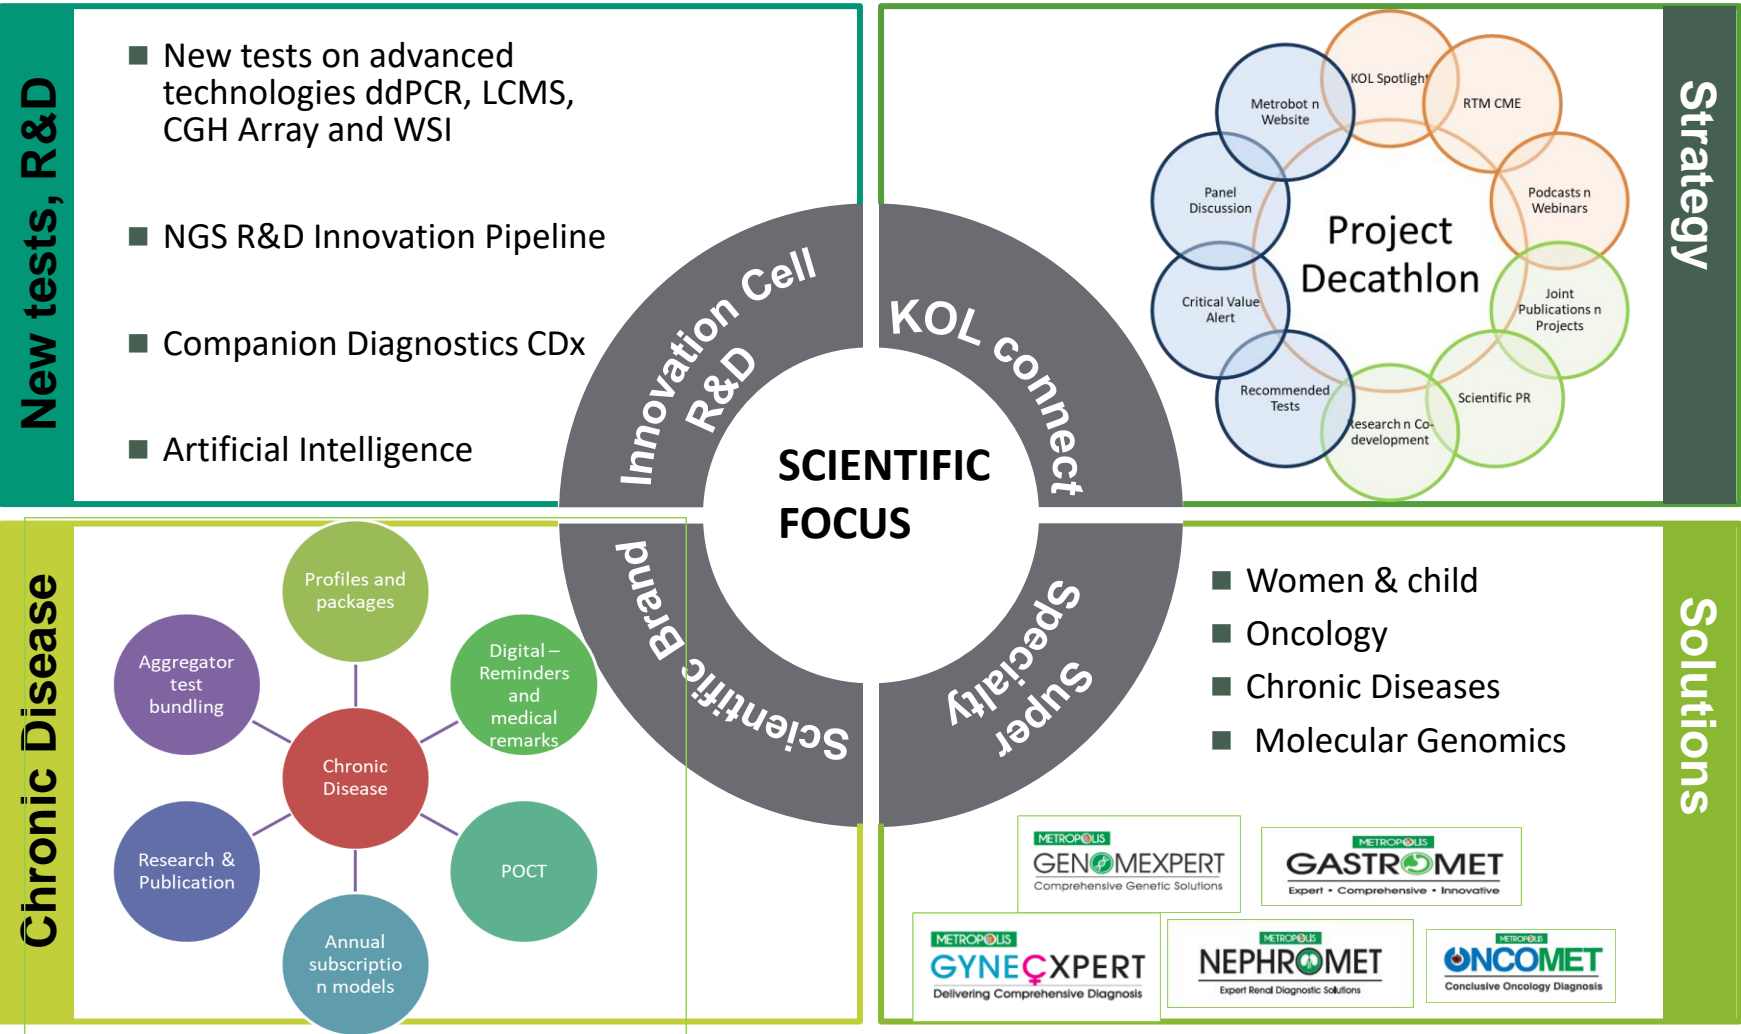 New tests, R&D
■ New tests on advanced
technologies ddPCR, LCMS,
CGH Array and WSI
■ NGS R&D Innovation Pipeline
■ Companion Diagnostics CDx
■ Artificial Intelligence
Strategy
KOL Spotlight
RTM CME
Podcasts n
Webinars
Joint
Publications n
Projects
Scientific PR
Research n Co-
development
Recommended
Tests
Critical Value
Alert
Panel
Discussion
Metrobot n
Website
Project
Decathlon
Innovation Cell
R&D
KOL connect
SCIENTIFIC
FOCUS
Scientific Brand
Super
Specialty
Chronic Disease
Profiles and
packages
Digital –
Reminders
and
medical
remarks
POCT
Annual
subscriptio
n models
Research &
Publication
Aggregator
test
bundling
Chronic
Disease
Solutions
■ Women & child
■ Oncology
■ Chronic Diseases
■ Molecular Genomics
METROPOLIS
GENOMEXPERT
Comprehensive Genetic Solutions
METROPOLIS
GASTROMET
Expert • Comprehensive • Innovative
METROPOLIS
GYNECXPERT
Delivering Comprehensive Diagnosis
METROPOLIS
NEPHROMET
Expert Renal Diagnostic Solutions
METROPOLIS
ONCOMET
Conclusive Oncology Diagnosis